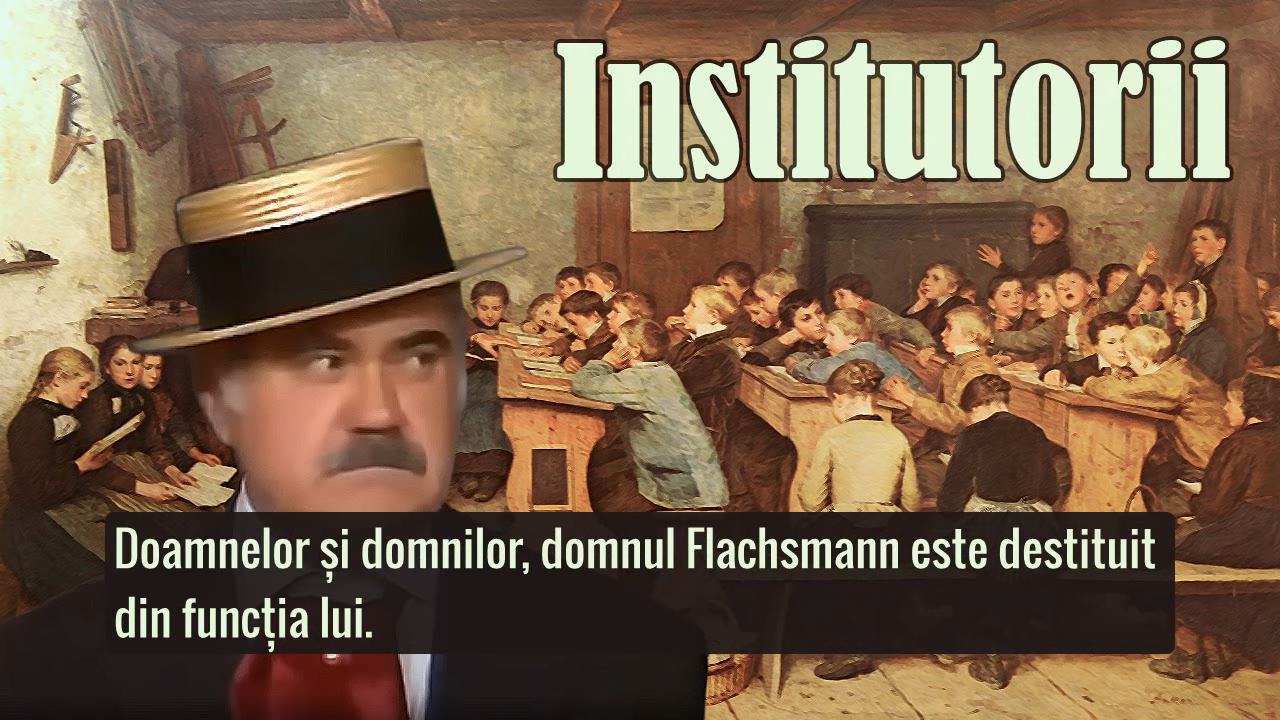 Institutorii
Doamnelor și domnilor, domnul Flachsmann este destituit
din funcția lui.